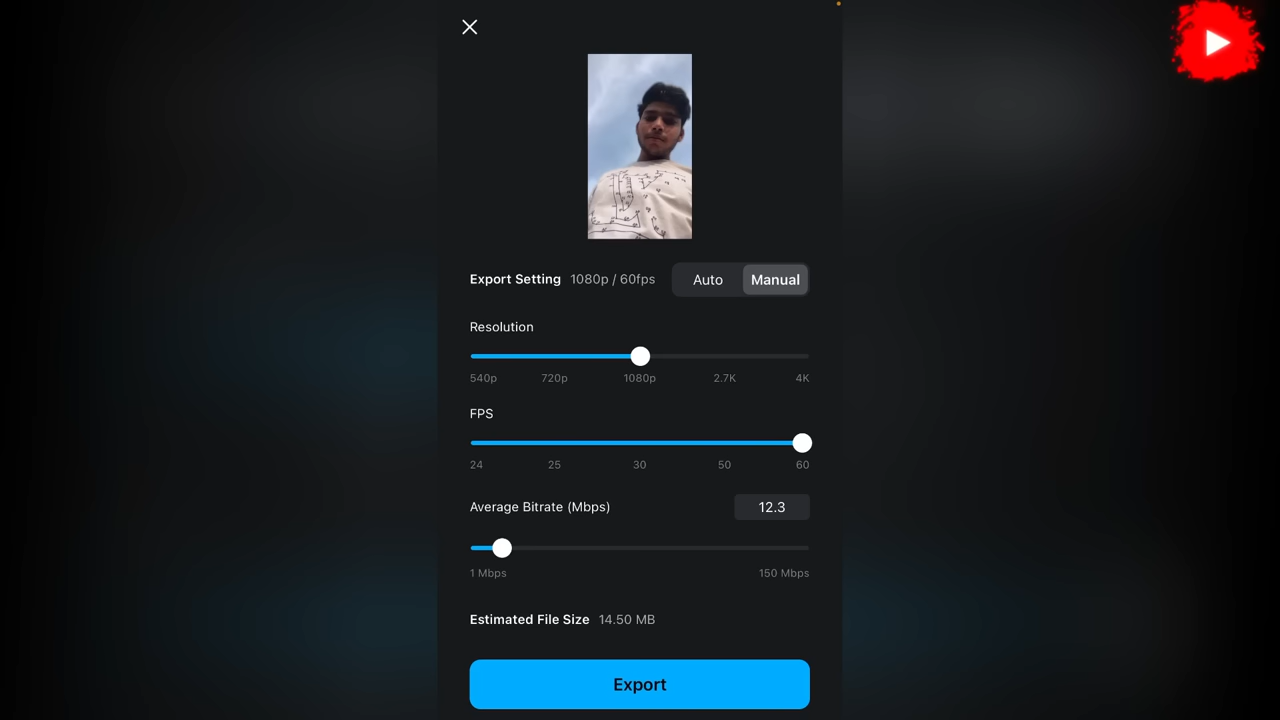 Export Setting 1080p / 60fps Auto Manual
Resolution
540p 720p 1080p 2.7K 4K
FPS
24 25 30 50 60
Average Bitrate (Mbps) 12.3
1 Mbps 150 Mbps
Estimated File Size 14.50 MB
Export